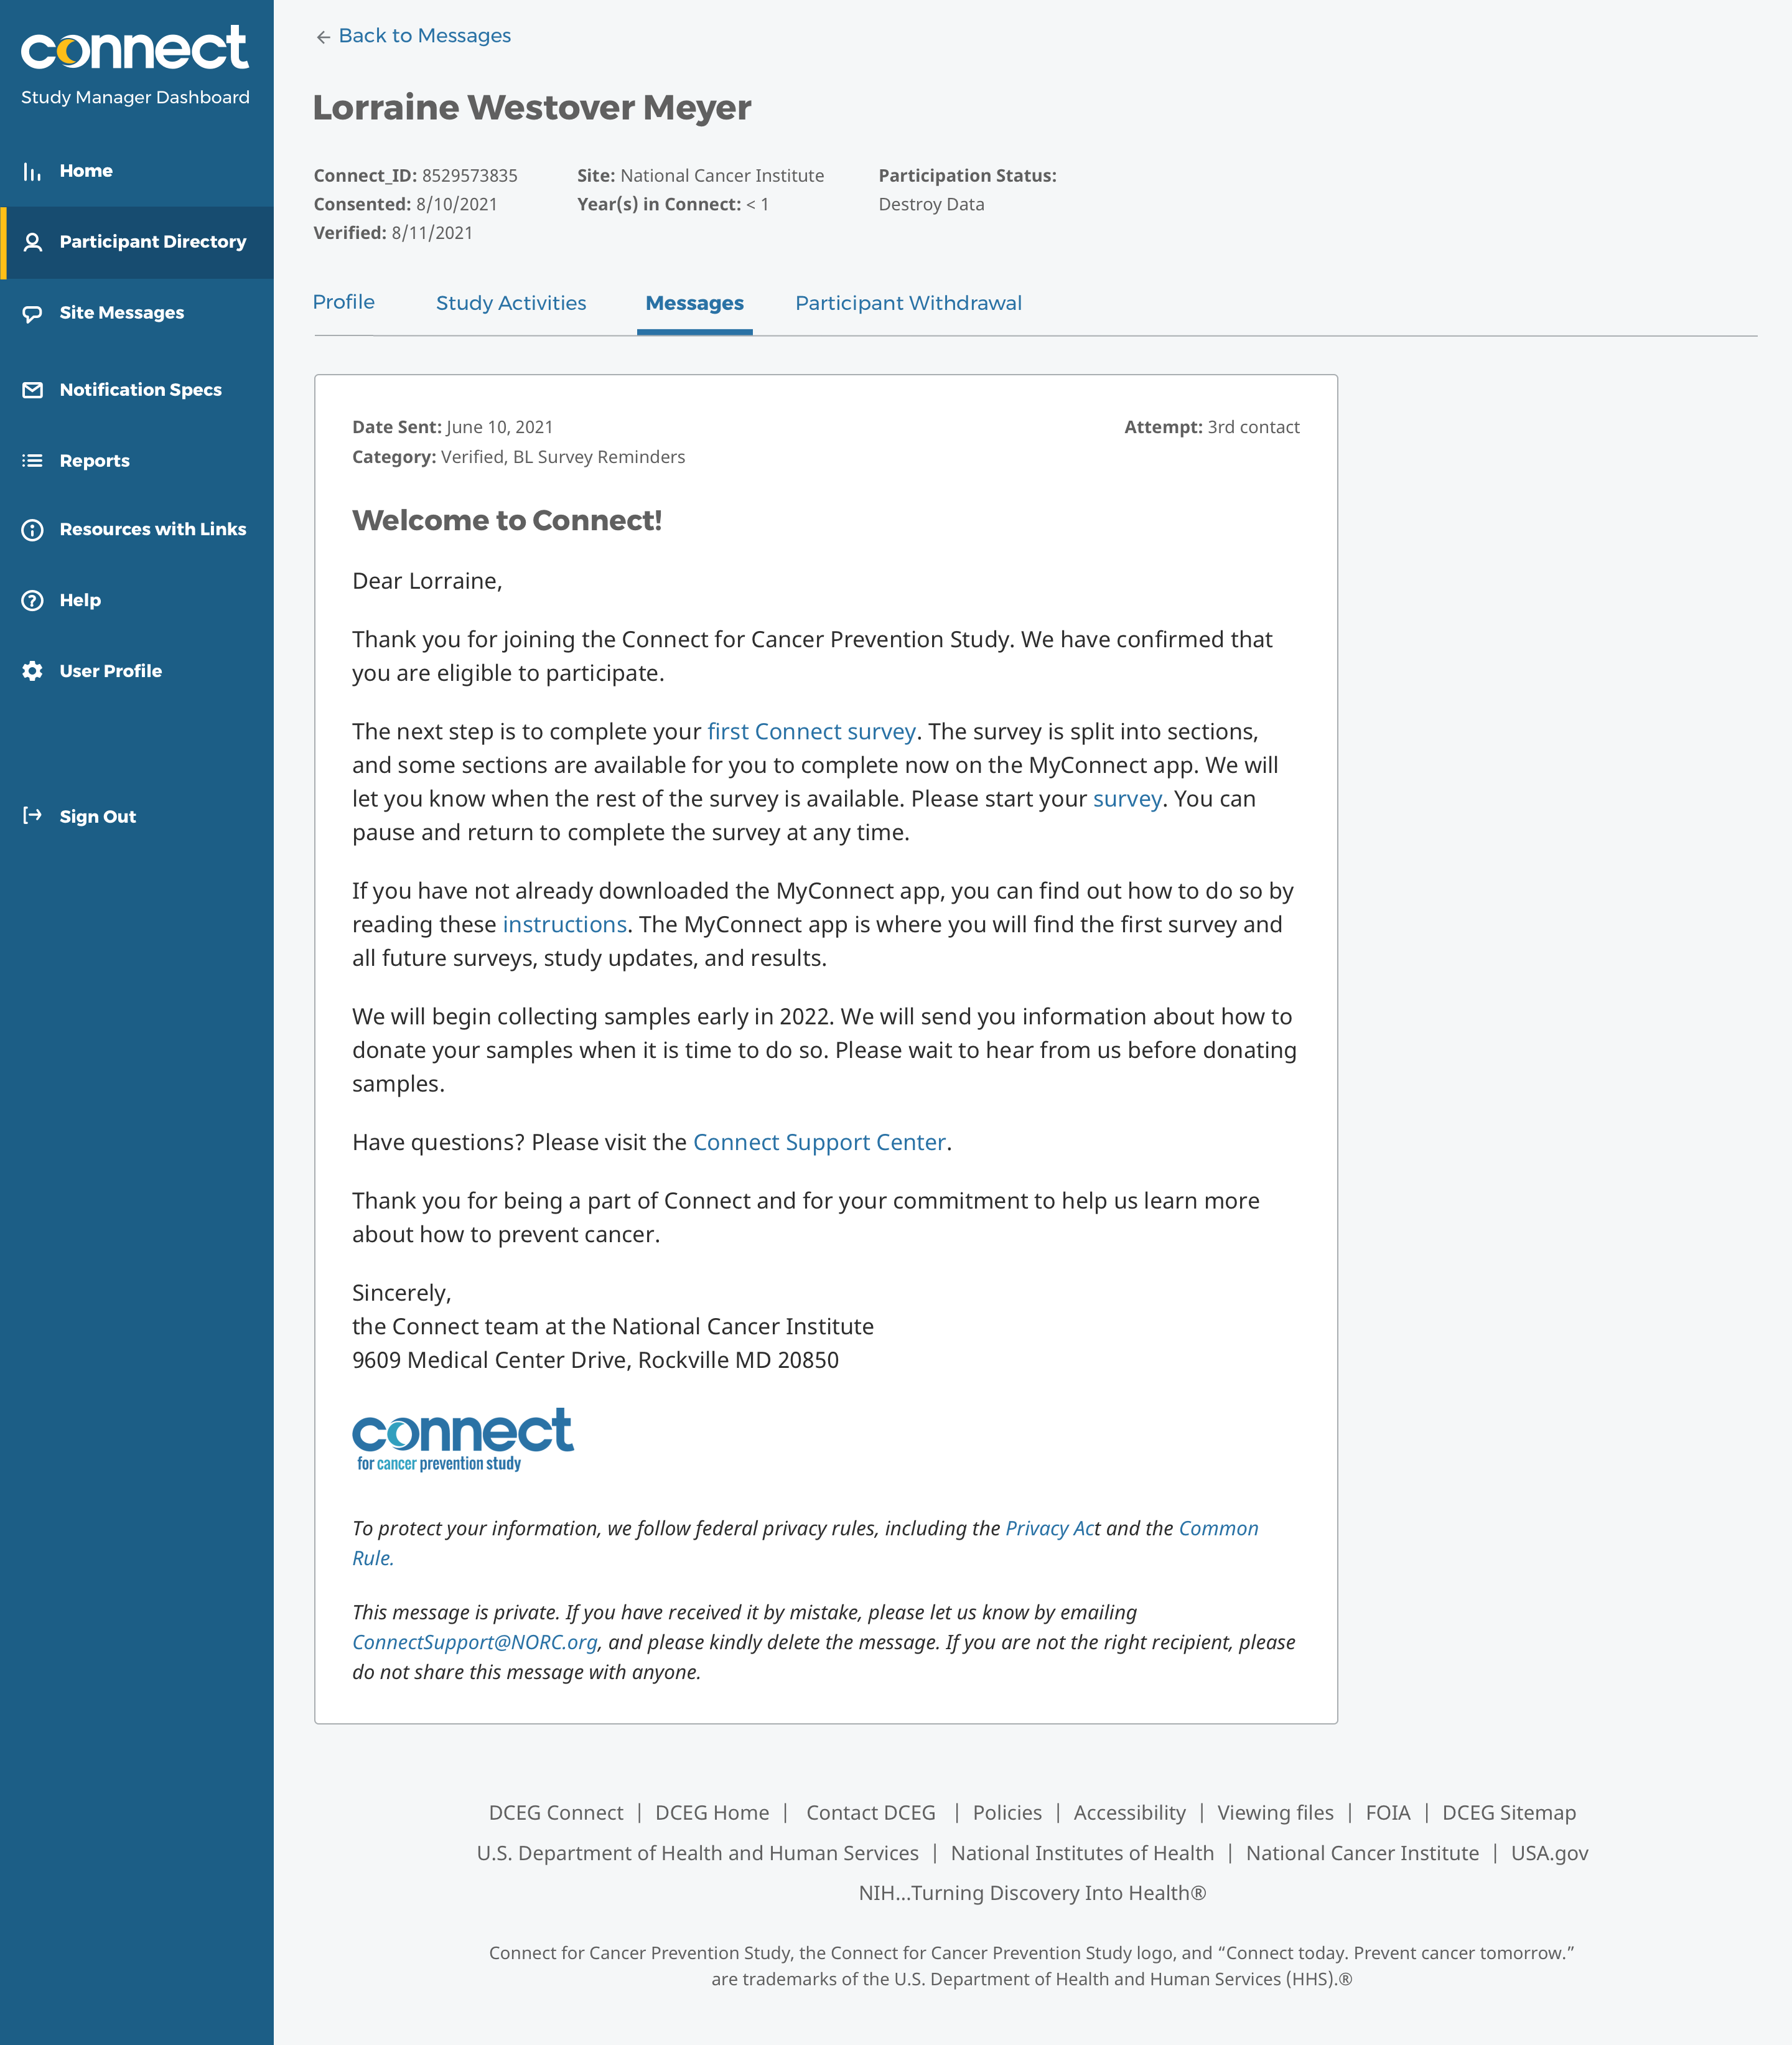 connect
Study Manager Dashboard
Home
Participant Directory
Site Messages
Notification Specs
Reports
Resources with Links
Help
User Profile
Sign Out
← Back to Messages
Lorraine Westover Meyer
Connect_ID: 8529573835
Consented: 8/10/2021
Verified: 8/11/2021
Site: National Cancer Institute
Year(s) in Connect: < 1
Participation Status:
Destroy Data
Profile
Study Activities
Messages
Participant Withdrawal
Date Sent: June 10, 2021
Attempt: 3rd contact
Category: Verified, BL Survey Reminders
Welcome to Connect!
Dear Lorraine,
Thank you for joining the Connect for Cancer Prevention Study. We have confirmed that
you are eligible to participate.
The next step is to complete your first Connect survey. The survey is split into sections,
and some sections are available for you to complete now on the MyConnect app. We will
let you know when the rest of the survey is available. Please start your survey. You can
pause and return to complete the survey at any time.
If you have not already downloaded the MyConnect app, you can find out how to do so by
reading these instructions. The MyConnect app is where you will find the first survey and
all future surveys, study updates, and results.
We will begin collecting samples early in 2022. We will send you information about how to
donate your samples when it is time to do so. Please wait to hear from us before donating
samples.
Have questions? Please visit the Connect Support Center.
Thank you for being a part of Connect and for your commitment to help us learn more
about how to prevent cancer.
Sincerely,
the Connect team at the National Cancer Institute
9609 Medical Center Drive, Rockville MD 20850
connect
for cancer prevention study
To protect your information, we follow federal privacy rules, including the Privacy Act and the Common
Rule.
This message is private. If you have received it by mistake, please let us know by emailing
ConnectSupport@NORC.org, and please kindly delete the message. If you are not the right recipient, please
do not share this message with anyone.
DCEG Connect | DCEG Home | Contact DCEG | Policies | Accessibility | Viewing files | FOIA | DCEG Sitemap
U.S. Department of Health and Human Services | National Institutes of Health | National Cancer Institute | USA.gov
NIH...Turning Discovery Into Health®
Connect for Cancer Prevention Study, the Connect for Cancer Prevention Study logo, and “Connect today. Prevent cancer tomorrow.”
are trademarks of the U.S. Department of Health and Human Services (HHS).®